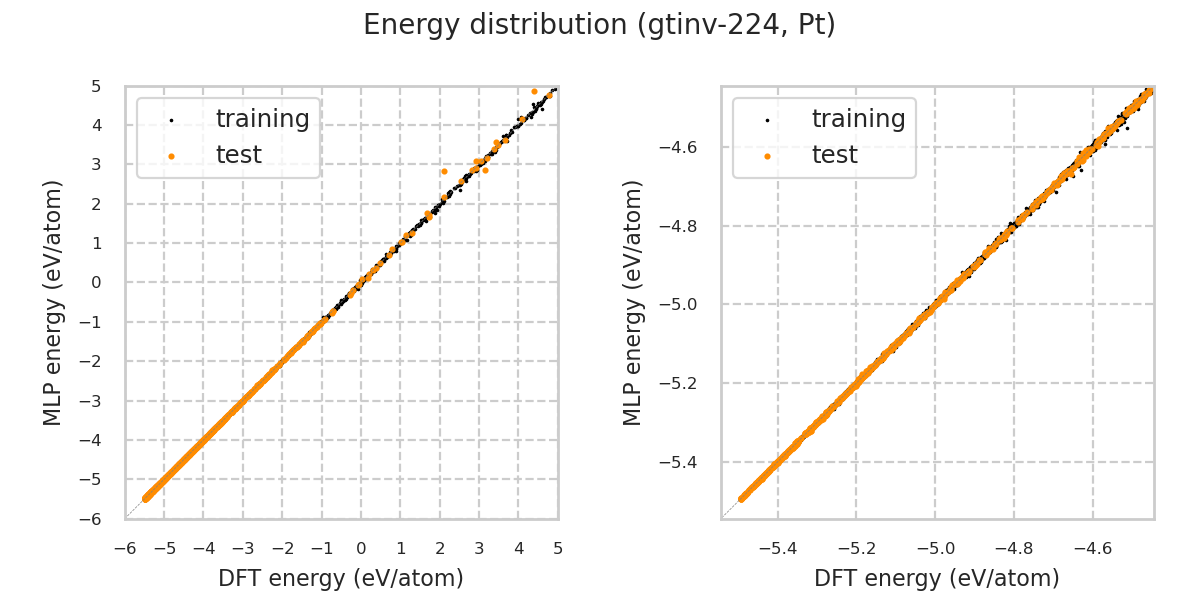 Energy distribution (gtinv-224, Pt)
5
4
3
2
1
0
−1
−2
−3
−4
−5
−6
−6 −5 −4 −3 −2 −1 0 1 2 3 4 5
MLP energy (eV/atom)
DFT energy (eV/atom)
training
test
−4.6
−4.8
−5.0
−5.2
−5.4
−5.4 −5.2 −5.0 −4.8 −4.6
MLP energy (eV/atom)
DFT energy (eV/atom)
training
test